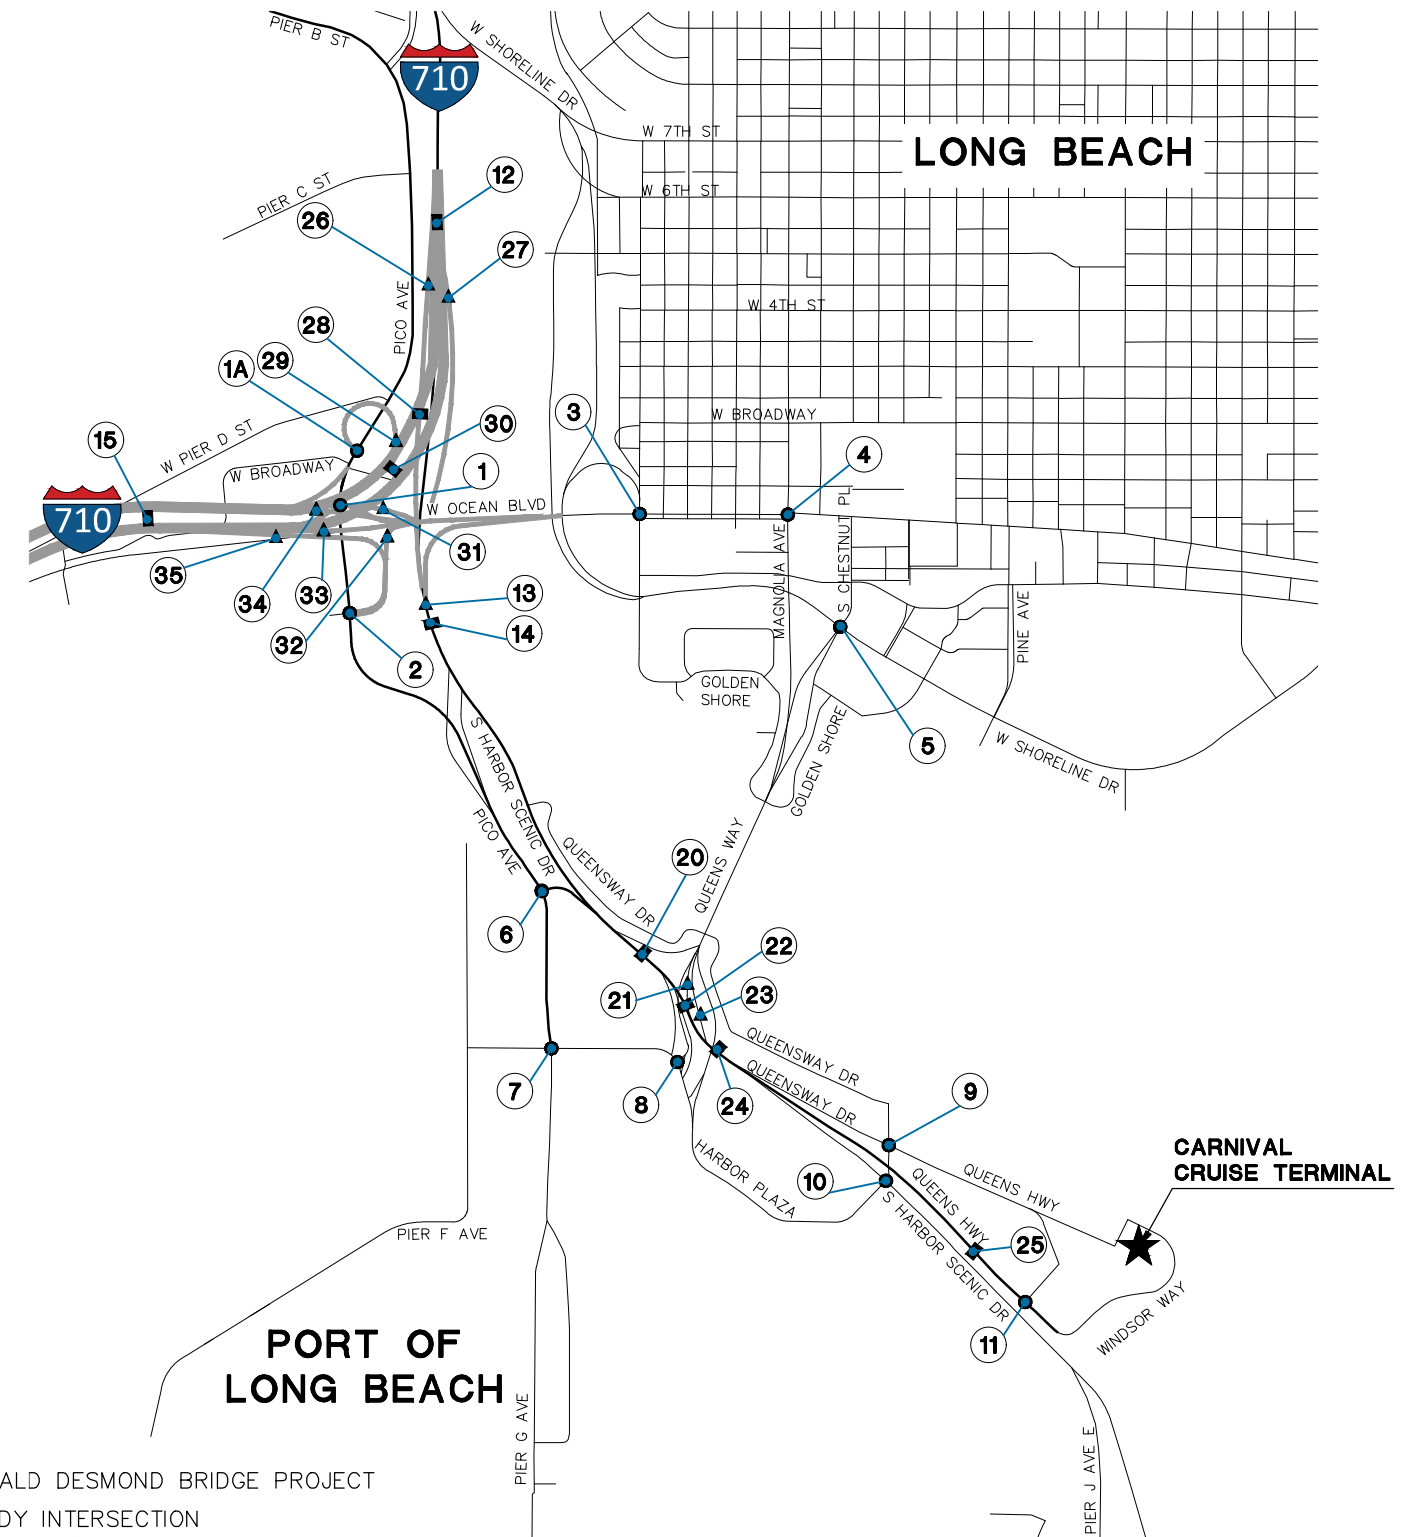 PIER B ST
W SHORELINE DR
710
W 7TH ST
LONG BEACH
12
PIER C ST
W 6TH ST
26
27
PICO AVE
W 4TH ST
28
29
1A
3
W BROADWAY
30
15
W PIER D ST
4
W BROADWAY
1
710
W OCEAN BLVD
S CHESTNUT PL
MAGNOLIA AVE
31
35
34
33
13
32
14
PINE AVE
2
GOLDEN
SHORE
S HARBOR SCENIC DR
GOLDEN SHORE
5
W SHORELINE DR
PICO AVE
QUEENSWAY DR
20
QUEENS WAY
6
22
21
23
QUEENSWAY DR
QUEENSWAY DR
7
8
24
9
CARNIVAL
CRUISE TERMINAL
HARBOR PLAZA
10
QUEENS HWY
QUEENS HWY
S HARBOR SCENIC DR
PIER F AVE
25
WINDSOR WAY
PORT OF
LONG BEACH
11
PIER G AVE
PIER J AVE E
ALD DESMOND BRIDGE PROJECT
DY INTERSECTION